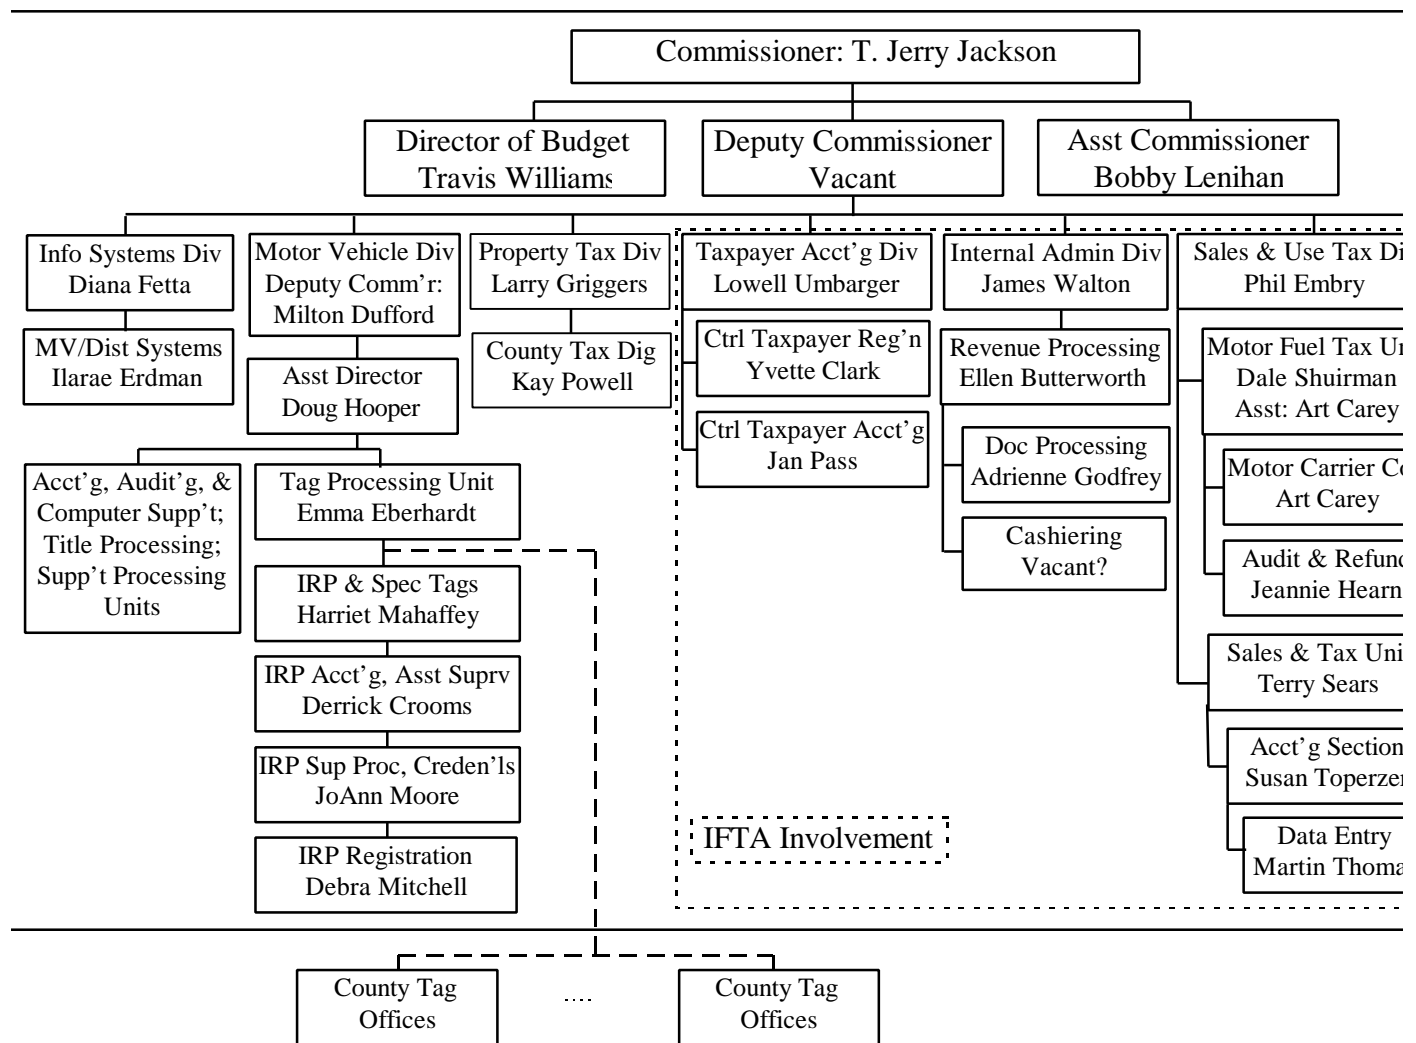 Commissioner: T. Jerry Jackson
Director of Budget
Travis Williams
Deputy Commissioner
Vacant
Asst Commissioner
Bobby Lenihan
Info Systems Div
Diana Fetta
MV/Dist Systems
Ilarae Erdman
Motor Vehicle Div
Deputy Comm’r:
Milton Dufford
Asst Director
Doug Hooper
Acct’g, Audit’g, &
Computer Supp’t;
Title Processing;
Supp’t Processing
Units
Tag Processing Unit
Emma Eberhardt
IRP & Spec Tags
Harriet Mahaffey
IRP Acct’g, Asst Suprv
Derrick Crooms
IRP Sup Proc, Creden’ls
JoAnn Moore
IRP Registration
Debra Mitchell
Property Tax Div
Larry Griggers
County Tax Dig
Kay Powell
Taxpayer Acct’g Div
Lowell Umbarger
Ctrl Taxpayer Reg’n
Yvette Clark
Ctrl Taxpayer Acct’g
Jan Pass
Internal Admin Div
James Walton
Revenue Processing
Ellen Butterworth
Doc Processing
Adrienne Godfrey
Cashiering
Vacant?
Sales & Use Tax
Phil Embry
Motor Fuel Tax
Dale Shuirman
Asst: Art Carey
Motor Carrier
Art Carey
Audit &
Jeannie Hearn
Sales & Tax
Terry Sears
Acct’g Section
Susan
Data Entry
Martin
IFTA Involvement
County Tag
Offices
....
County Tag
Offices